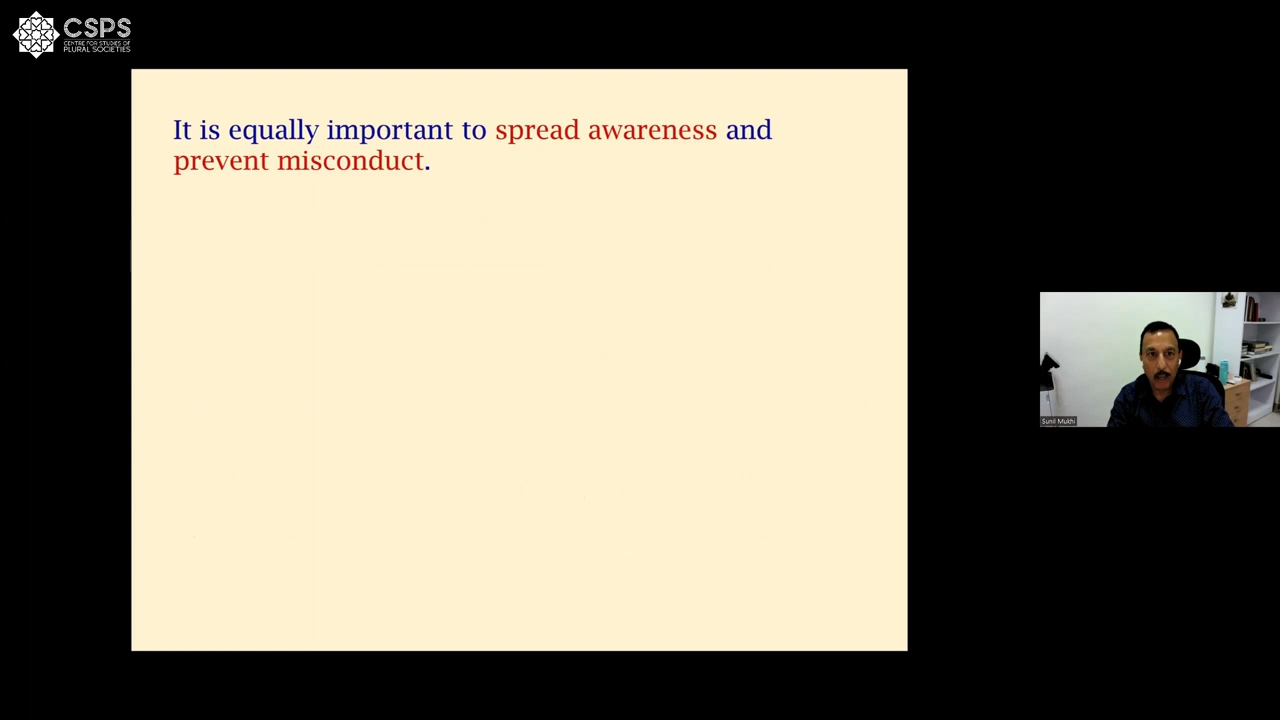 CSPS
CENTRE FOR STUDIES OF
PLURAL SOCIETIES
It is equally important to spread awareness and
prevent misconduct.
Sunil Mukhi